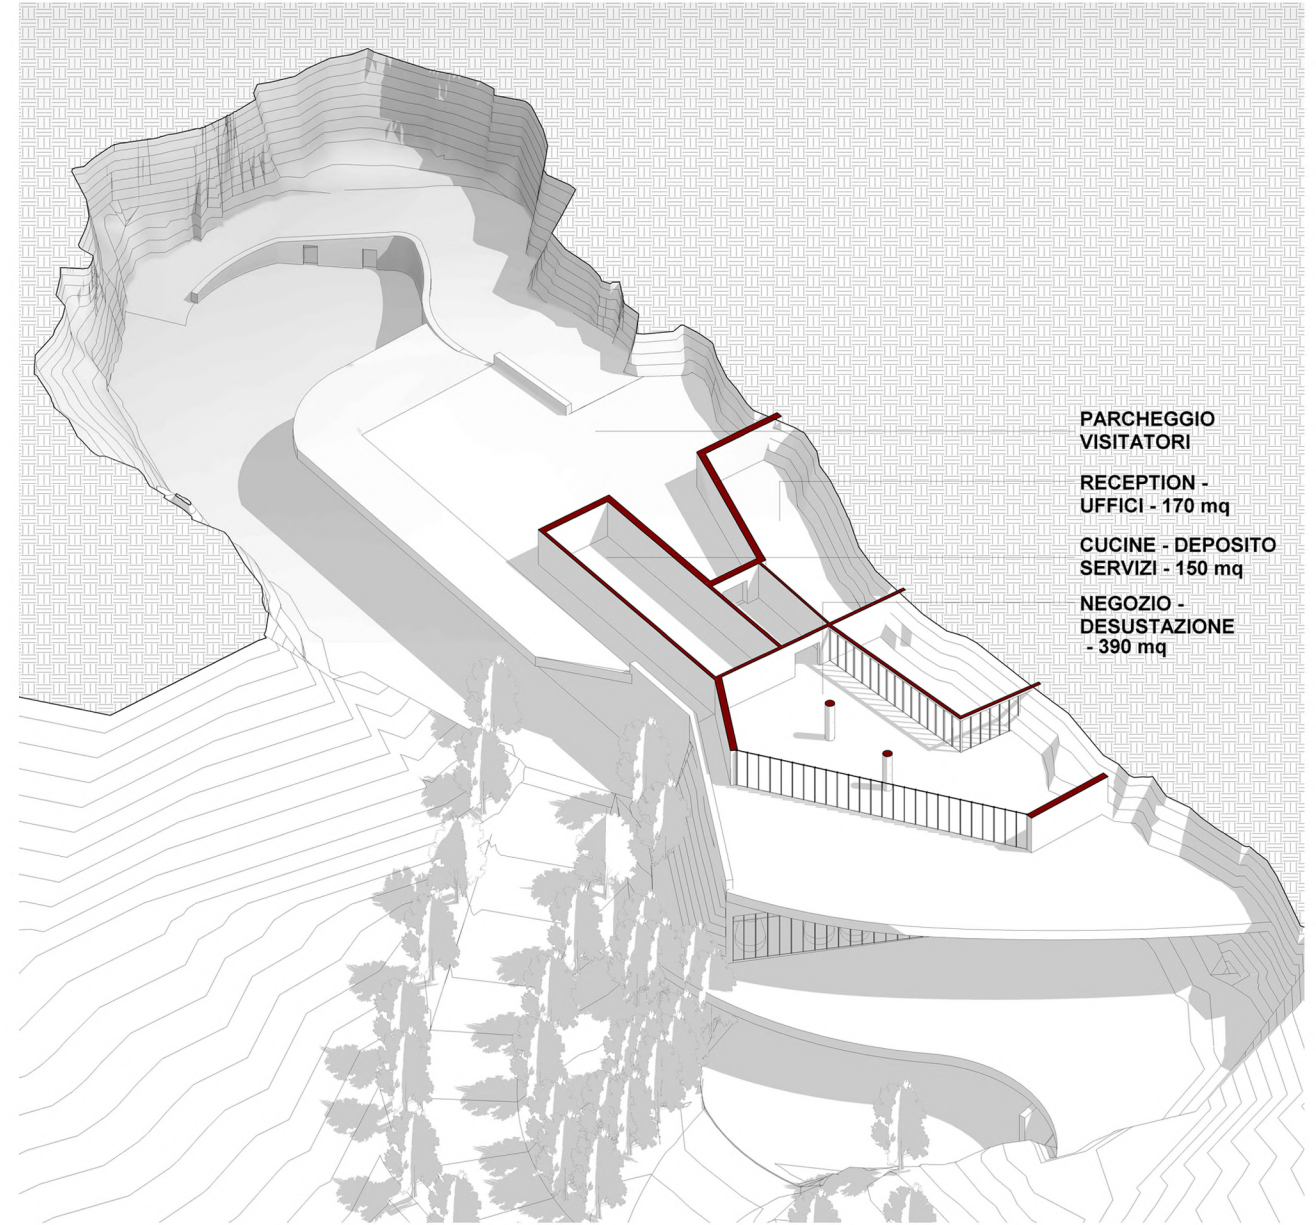 PARCHEGGIO
VISITATORI
RECEPTION -
UFFICI - 170 mq
CUCINE - DEPOSITO
SERVIZI - 150 mq
NEGOZIO -
DESUSTAZIONE
- 390 mq